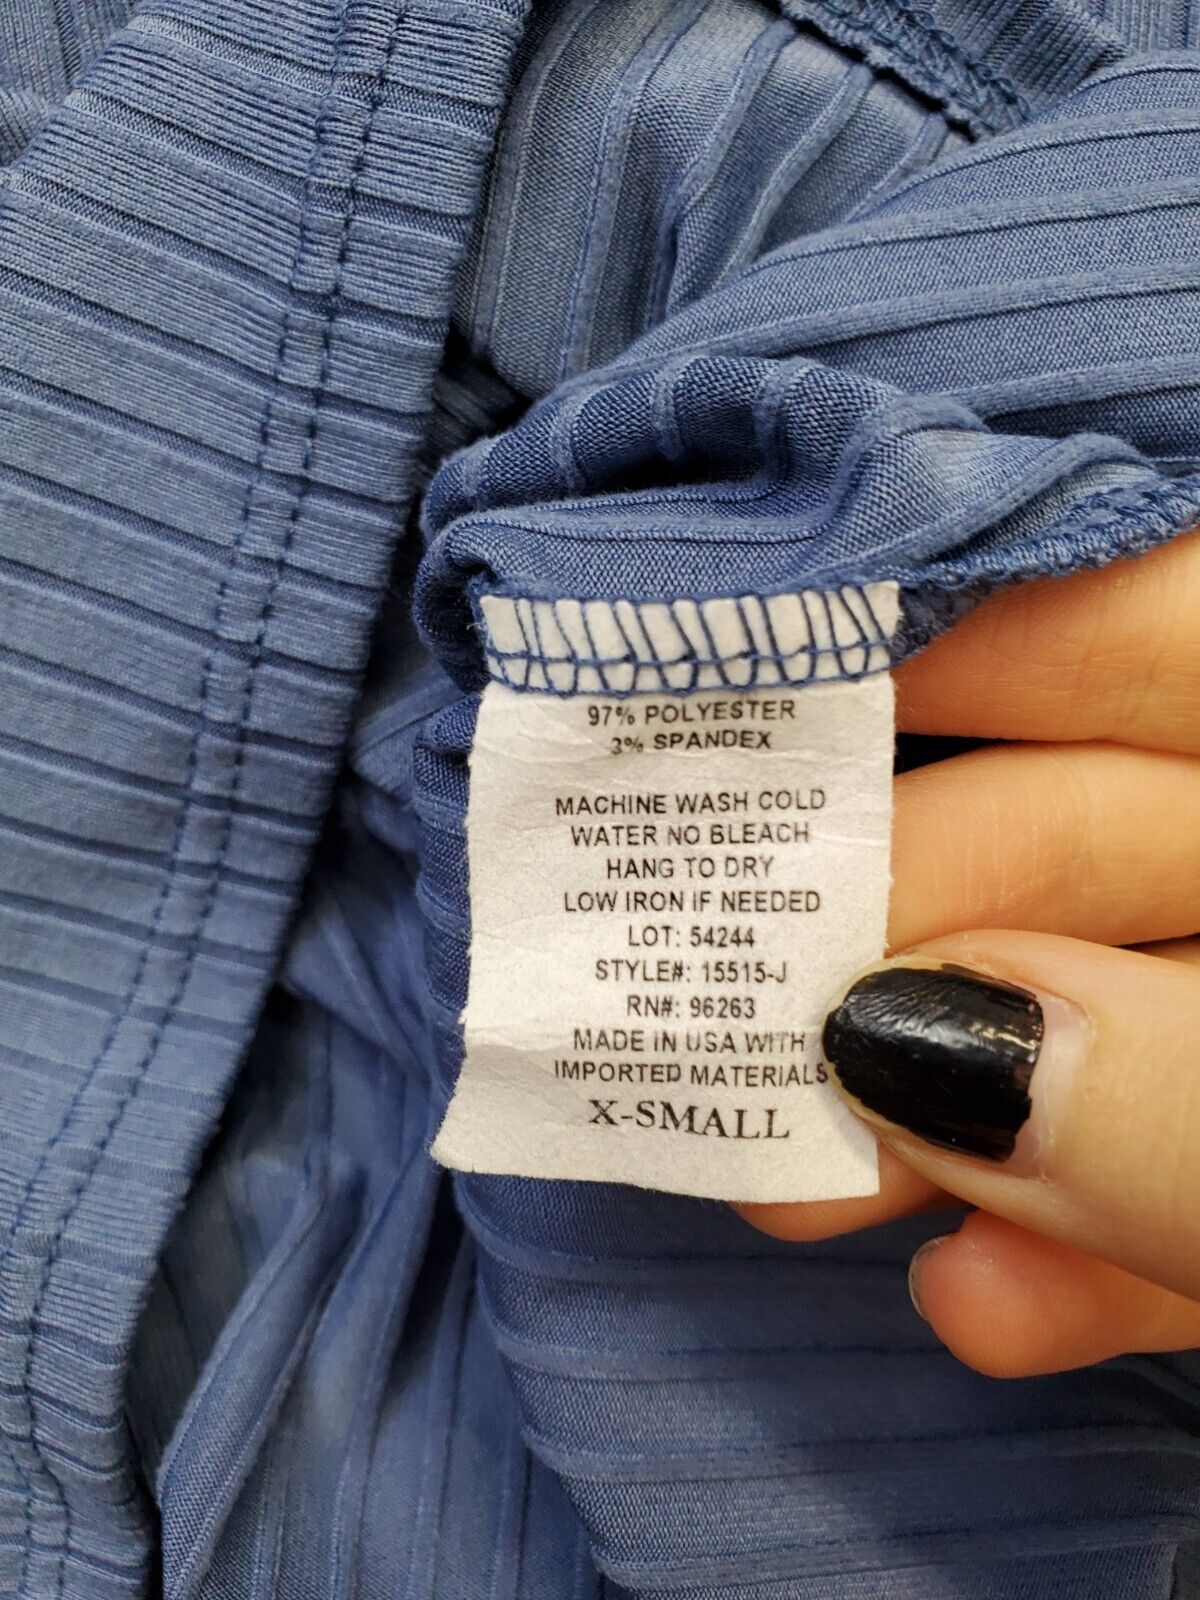 97% POLYESTER
3% SPANDEX
MACHINE WASH COLD
WATER NO BLEACH
HANG TO DRY
LOW IRON IF NEEDED
LOT: 54244
STYLE#: 15515-J
RN#: 96263
MADE IN USA WITH
IMPORTED MATERIALS
X-SMALL